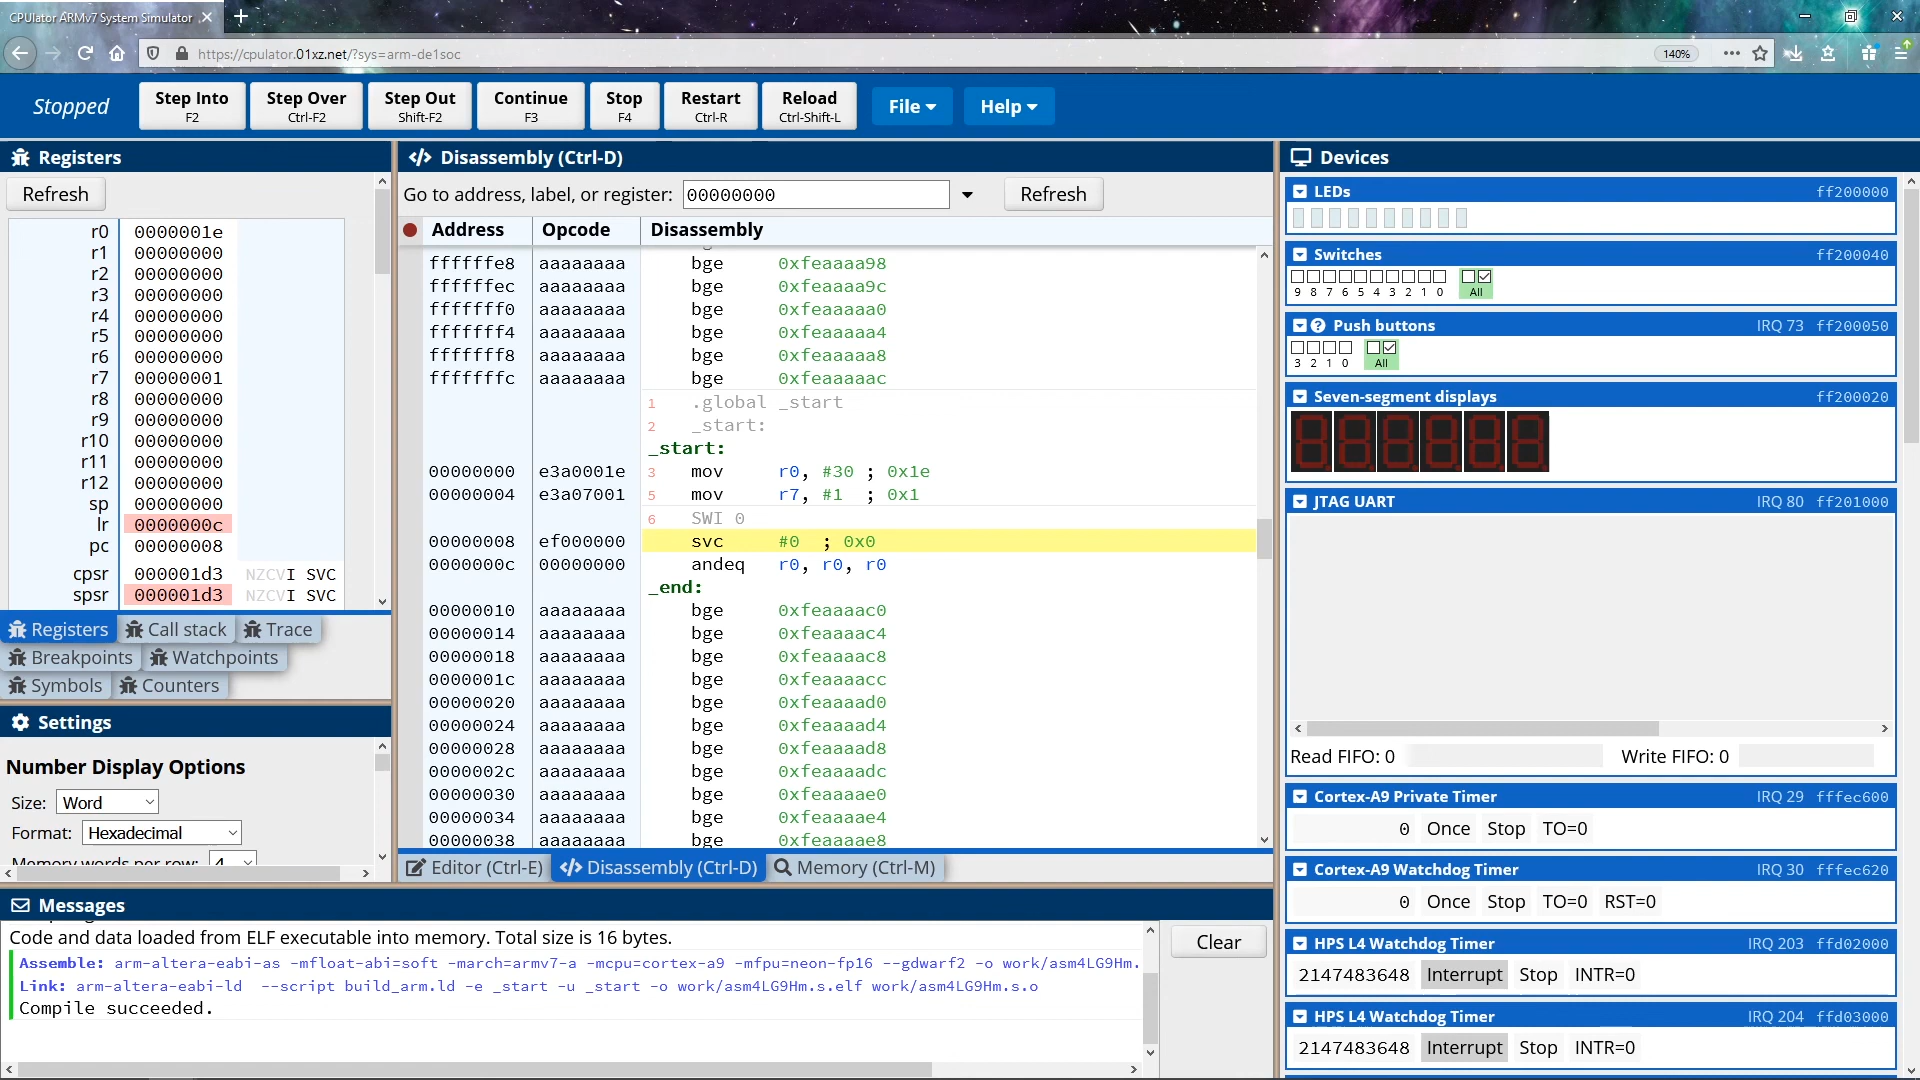 CPUlator ARMv7 System Simulator
https://cpulator.01xz.net/?sys=arm-de1soc
140%
Stopped
Step Into
F2
Step Over
Ctrl-F2
Step Out
Shift-F2
Continue
F3
Stop
F4
Restart
Ctrl-R
Reload
Ctrl-Shift-L
File
Help
Registers
Refresh
r0 0000001e
r1 00000000
r2 00000000
r3 00000000
r4 00000000
r5 00000000
r6 00000000
r7 00000001
r8 00000000
r9 00000000
r10 00000000
r11 00000000
r12 00000000
sp 00000000
lr 0000000c
pc 00000008
cpsr 000001d3 NZCVI SVC
spsr 000001d3 NZCVI SVC
Registers Call stack Trace
Breakpoints Watchpoints
Symbols Counters
Settings
Number Display Options
Size: Word
Format: Hexadecimal
Memory words per row: 4
Disassembly (Ctrl-D)
Go to address, label, or register: 00000000 Refresh
Address Opcode Disassembly
ffffffe8 aaaaaaaa bge 0xfeaaaa98
ffffffec aaaaaaaa bge 0xfeaaaa9c
fffffff0 aaaaaaaa bge 0xfeaaaaa0
fffffff4 aaaaaaaa bge 0xfeaaaaa4
fffffff8 aaaaaaaa bge 0xfeaaaaa8
fffffffc aaaaaaaa bge 0xfeaaaaac
1 .global _start
2 _start:
_start:
00000000 e3a0001e 3 mov r0, #30 ; 0x1e
00000004 e3a07001 5 mov r7, #1 ; 0x1
6 SWI 0
00000008 ef000000 svc #0 ; 0x0
0000000c 00000000 andeq r0, r0, r0
_end:
00000010 aaaaaaaa bge 0xfeaaaac0
00000014 aaaaaaaa bge 0xfeaaaac4
00000018 aaaaaaaa bge 0xfeaaaac8
0000001c aaaaaaaa bge 0xfeaaaacc
00000020 aaaaaaaa bge 0xfeaaaad0
00000024 aaaaaaaa bge 0xfeaaaad4
00000028 aaaaaaaa bge 0xfeaaaad8
0000002c aaaaaaaa bge 0xfeaaaadc
00000030 aaaaaaaa bge 0xfeaaaae0
00000034 aaaaaaaa bge 0xfeaaaae4
00000038 aaaaaaaa bge 0xfeaaaae8
Editor (Ctrl-E) Disassembly (Ctrl-D) Memory (Ctrl-M)
Messages
Code and data loaded from ELF executable into memory. Total size is 16 bytes.
Assemble: arm-altera-eabi-as -mfloat-abi=soft -march=armv7-a -mcpu=cortex-a9 -mfpu=neon-fp16 --gdwarf2 -o work/asm4LG9Hm.
Link: arm-altera-eabi-ld --script build_arm.ld -e _start -u _start -o work/asm4LG9Hm.s.elf work/asm4LG9Hm.s.o
Compile succeeded.
Clear
Devices
LEDs ff200000
Switches ff200040
9 8 7 6 5 4 3 2 1 0 All
Push buttons IRQ 73 ff200050
3 2 1 0 All
Seven-segment displays ff200020
JTAG UART IRQ 80 ff201000
Read FIFO: 0 Write FIFO: 0
Cortex-A9 Private Timer IRQ 29 fffec600
0 Once Stop TO=0
Cortex-A9 Watchdog Timer IRQ 30 fffec620
0 Once Stop TO=0 RST=0
HPS L4 Watchdog Timer IRQ 203 ffd02000
2147483648 Interrupt Stop INTR=0
HPS L4 Watchdog Timer IRQ 204 ffd03000
2147483648 Interrupt Stop INTR=0